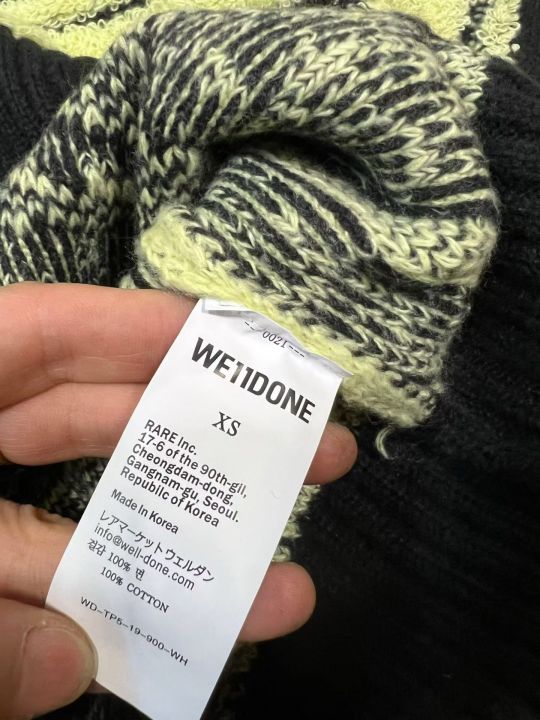 WE11DONE
XS
RARE Inc.
17-6 of the 90th-gil,
Cheongdam-dong,
Gangnam-gu, Seoul.
Republic of Korea
Made In Korea
レアマーケット ウェルダン
info@well-done.com
겉감 100% 면
100% COTTON
WD-TP5-19-900-WH